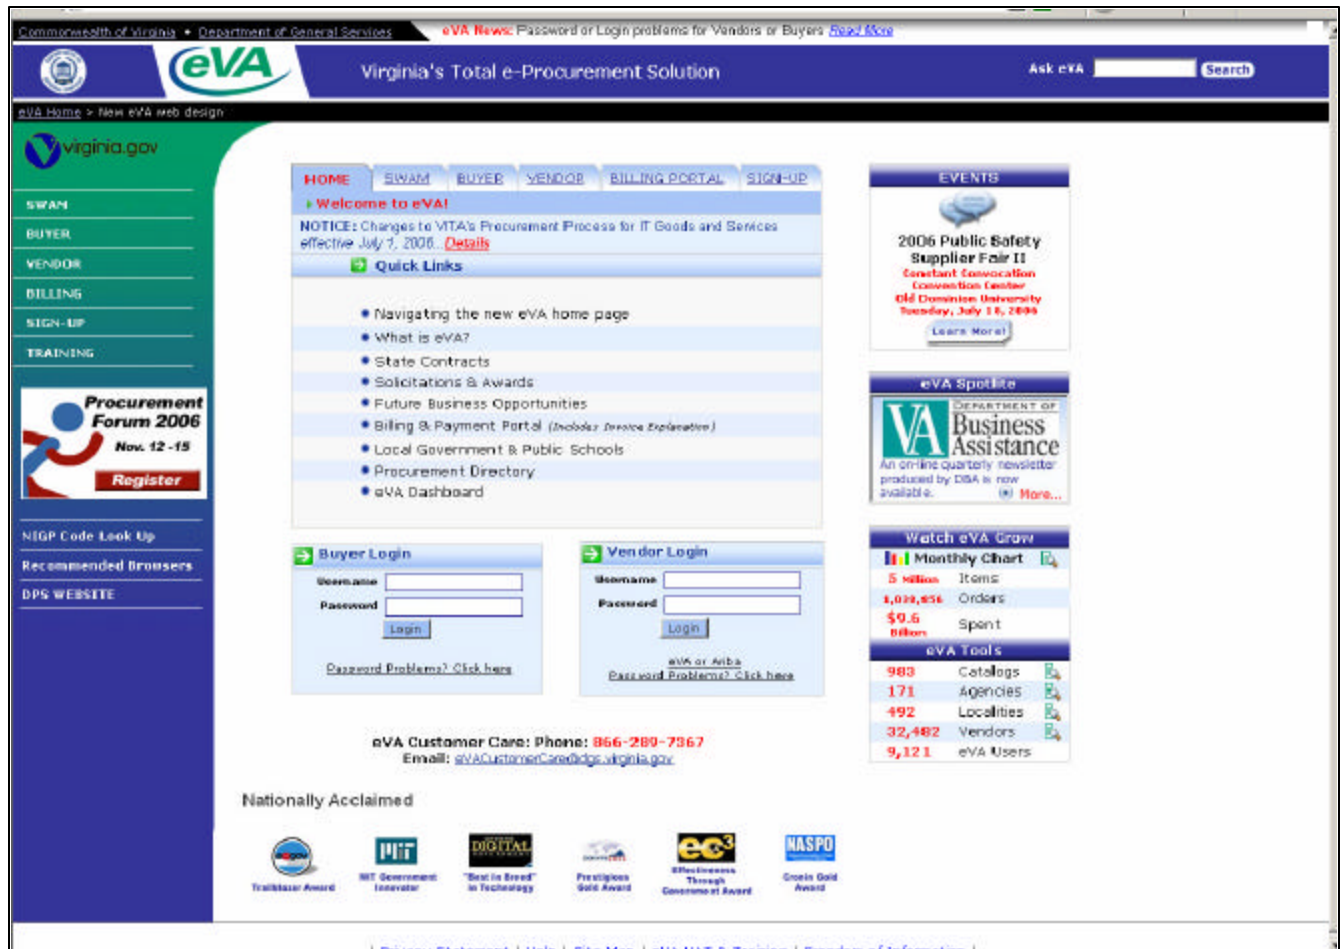 Commonwealth of Virginia • Department of General Services
eVA News: Password or Login problems for Vendors or Buyers Read More
eVA
Virginia's Total e-Procurement Solution
Ask eVA
Search
eVA Home > New eVA web design
virginia.gov
SWAM
BUYER
VENDOR
BILLING
SIGN-UP
TRAINING
Procurement
Forum 2006
Nov. 12 -15
Register
NIGP Code Look Up
Recommended Browsers
DPS WEBSITE
HOME SWAM BUYER VENDOR BILLING PORTAL SIGN-UP
Welcome to eVA!
NOTICE: Changes to VITA's Procurement Process for IT Goods and Services
effective July 1, 2006...Details
Quick Links
Navigating the new eVA home page
What is eVA?
State Contracts
Solicitations & Awards
Future Business Opportunities
Billing & Payment Portal (Includes Invoice Explanation)
Local Government & Public Schools
Procurement Directory
eVA Dashboard
Buyer Login
Username
Password
Login
Password Problems? Click here
Vendor Login
Username
Password
Login
eVA or Ariba
Password Problems? Click here
eVA Customer Care: Phone: 866-289-7367
Email: eVACustomerCare@dgs.virginia.gov
EVENTS
2006 Public Safety
Supplier Fair II
Constant Convocation
Convention Center
Old Dominion University
Tuesday, July 18, 2006
Learn More!
eVA Spotlite
VA DEPARTMENT OF
Business
Assistance
An on-line quarterly newsletter
produced by DBA is now
available. More...
Watch eVA Grow
Monthly Chart
5 Million Items
Orders
$9.6 Billion Spent
eVA Tools
983 Catalogs
171 Agencies
492 Localities
32,482 Vendors
9,121 eVA Users
Nationally Acclaimed
Trailblazer Award
MIT
MIT Government
Innovator
DIGITAL
"Best in Breed"
in Technology
Prestigious
Gold Award
ec3
Effectiveness
Through
Government Award
NASPO
Cronin Gold
Award
| Privacy Statement | Help | Site Map | | Freedom of Information |